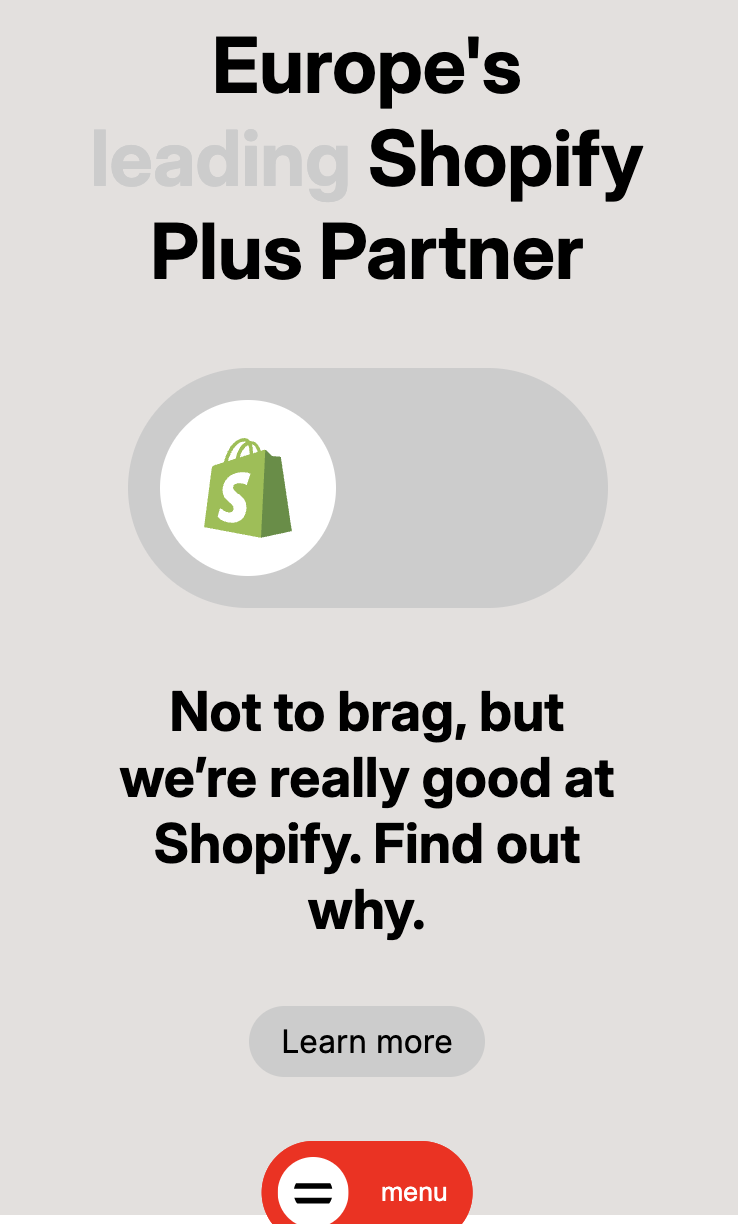 Europe's
leading Shopify
Plus Partner
S
Not to brag, but
we’re really good at
Shopify. Find out
why.
Learn more
menu